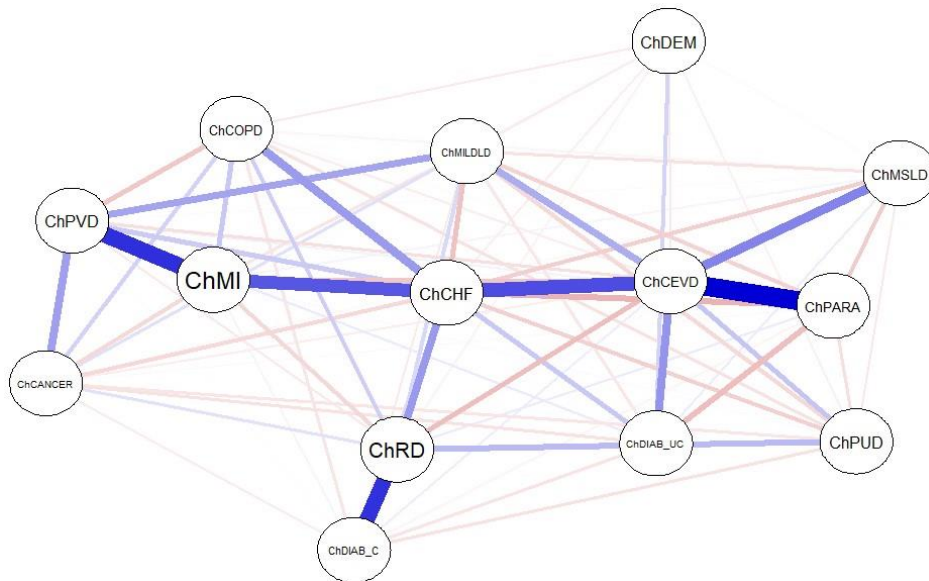 ChDEM
ChCOPD
ChMILDLD
ChMSLD
ChPVD
ChMI
ChCHF
ChCEVD
ChPARA
ChCANCER
ChRD
ChDIAB_UC
ChPUD
ChDIAB_C